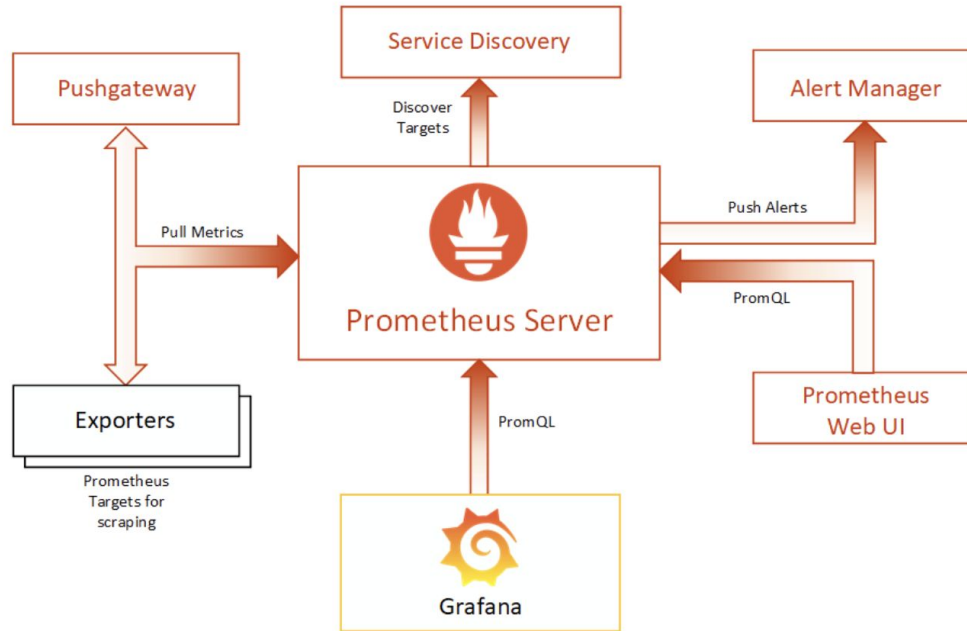 Service Discovery
Pushgateway
Alert Manager
Discover
Targets
Push Alerts
Pull Metrics
PromQL
Prometheus Server
Prometheus
Web UI
Exporters
PromQL
Prometheus
Targets for
scraping
Grafana